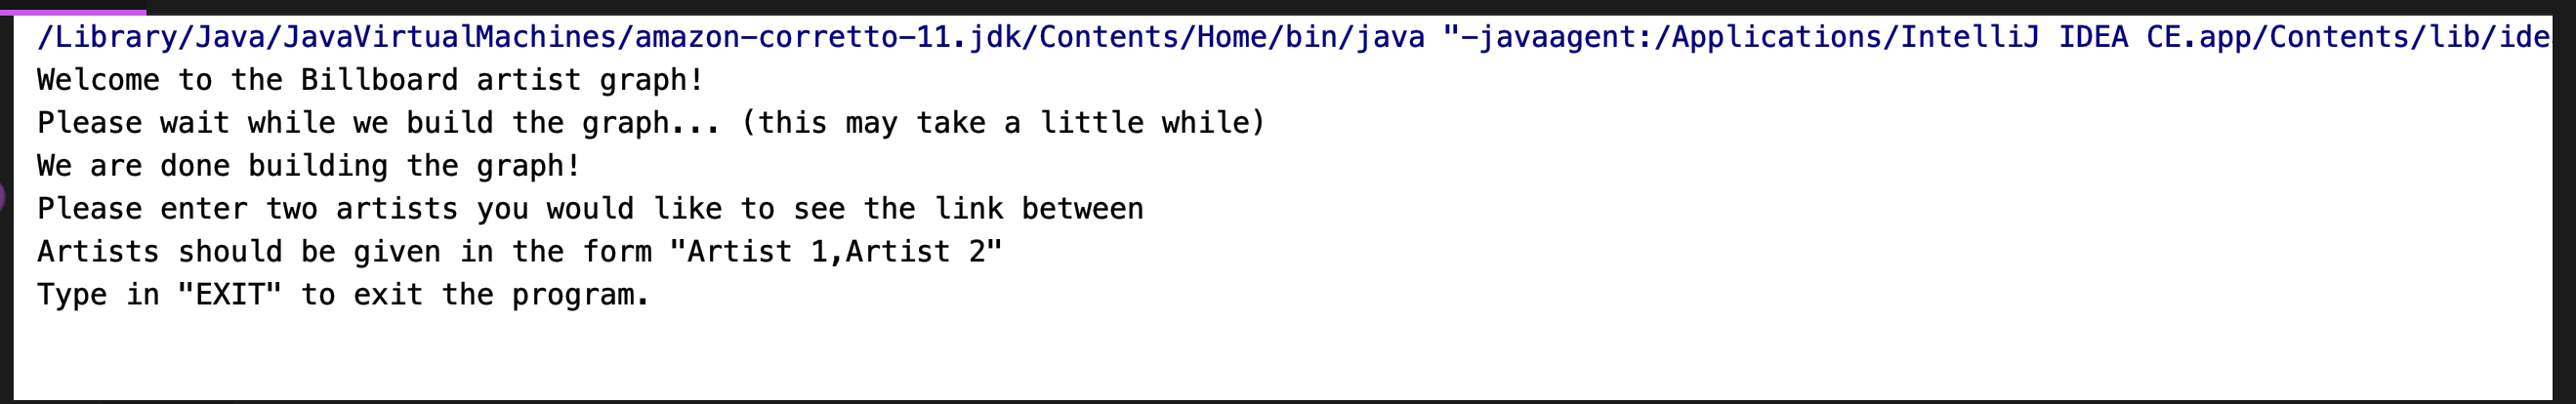 /Library/Java/JavaVirtualMachines/amazon-corretto-11.jdk/Contents/Home/bin/java "-javaagent:/Applications/IntelliJ IDEA CE.app/Contents/lib/ide
Welcome to the Billboard artist graph!
Please wait while we build the graph... (this may take a little while)
We are done building the graph!
Please enter two artists you would like to see the link between
Artists should be given in the form "Artist 1,Artist 2"
Type in "EXIT" to exit the program.